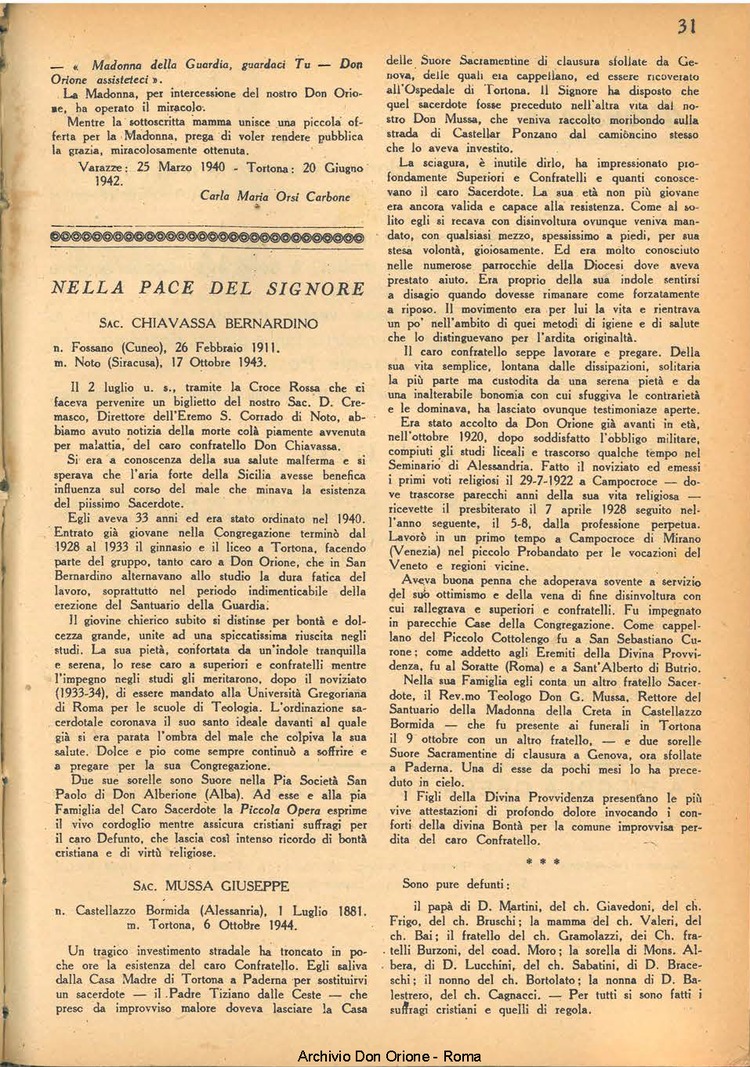 31
— « Madonna della Guardia, guardaci Tu — Don
Orione assisteteci ».
La Madonna, per intercessione del nostro Don Orio-
ne, ha operato il miracolo.
Mentre la sottoscritta mamma unisce una piccola of-
ferta per la Madonna, prega di voler rendere pubblica
la grazia, miracolosamente ottenuta.
Varazze: 25 Marzo 1940 - Tortona: 20 Giugno
1942.
Carla Maria Orsi Carbone
NELLA PACE DEL SIGNORE
SAC. CHIAVASSA BERNARDINO
n. Fossano (Cuneo), 26 Febbraio 1911.
m. Noto (Siracusa), 17 Ottobre 1943.
Il 2 luglio u. s., tramite la Croce Rossa che ci
faceva pervenire un biglietto del nostro Sac. D. Cre-
masco, Direttore dell'Eremo S. Corrado di Noto, ab-
biamo avuto notizia della morte colà piamente avvenuta
per malattia, del caro confratello Don Chiavassa.
Si era a conoscenza della sua salute malferma e si
sperava che l'aria forte della Sicilia avesse benefica
influenza sul corso del male che minava la esistenza
del piissimo Sacerdote.
Egli aveva 33 anni ed era stato ordinato nel 1940.
Entrato già giovane nella Congregazione terminò dal
1928 al 1933 il ginnasio e il liceo a Tortona, facendo
parte del gruppo, tanto caro a Don Orione, che in San
Bernardino alternavano allo studio la dura fatica del
lavoro, soprattutto nel periodo indimenticabile della
erezione del Santuario della Guardia.
Il giovine chierico subito si distinse per bontà e dol-
cezza grande, unite ad una spiccatissima riuscita negli
studi. La sua pietà, confortata da un'indole tranquilla
e serena, lo rese caro a superiori e confratelli mentre
l'impegno negli studi gli meritarono, dopo il noviziato
(1933-34), di essere mandato alla Università Gregoriana
di Roma per le scuole di Teologia. L'ordinazione sa-
cerdotale coronava il suo santo ideale davanti al quale
già si era parata l'ombra del male che colpiva la sua
salute. Dolce e pio come sempre continuò a soffrire e
a pregare per la sua Congregazione.
Due sue sorelle sono Suore nella Pia Società San
Paolo di Don Alberione (Alba). Ad esse e alla pia
Famiglia del Caro Sacerdote la Piccola Opera esprime
il vivo cordoglio mentre assicura cristiani suffragi per
il caro Defunto, che lascia così intenso ricordo di bontà
cristiana e di virtù religiose.
SAC. MUSSA GIUSEPPE
n. Castellazzo Bormida (Alessanria), 1 Luglio 1881.
m. Tortona, 6 Ottobre 1944.
Un tragico investimento stradale ha troncato in po-
che ore la esistenza del caro Confratello. Egli saliva
dalla Casa Madre di Tortona a Paderna per sostituirvi
un sacerdote — il Padre Tiziano dalle Ceste — che
preso da improvviso malore doveva lasciare la Casa
delle Suore Sacramentine di clausura sfollate da Ge-
nova, delle quali era cappellano, ed essere ricoverato
all'Ospedale di Tortona. Il Signore ha disposto che
quel sacerdote fosse preceduto nell'altra vita dal no-
stro Don Mussa, che veniva raccolto moribondo sulla
strada di Castellar Ponzano dal camioncino stesso
che lo aveva investito.
La sciagura, è inutile dirlo, ha impressionato pro-
fondamente Superiori e Confratelli e quanti conosce-
vano il caro Sacerdote. La sua età non più giovane
era ancora valida e capace alla resistenza. Come al so-
lito egli si recava con disinvoltura ovunque veniva man-
dato, con qualsiasi mezzo, spessissimo a piedi, per sua
stesa volontà, gioiosamente. Ed era molto conosciuto
nelle numerose parrocchie della Diocesi dove aveva
prestato aiuto. Era proprio della sua indole sentirsi
a disagio quando dovesse rimanare come forzatamente
a riposo. Il movimento era per lui la vita e rientrava
un po' nell'ambito di quei metodi di igiene e di salute
che lo distinguevano per l'ardita originaltà.
Il caro confratello seppe lavorare e pregare. Della
sua vita semplice, lontana dalle dissipazioni, solitaria
la più parte ma custodita da una serena pietà e da
una inalterabile bonomia con cui sfuggiva le contrarietà
e le dominava, ha lasciato ovunque testimoniaze aperte.
Era stato accolto da Don Orione già avanti in età,
nell'ottobre 1920, dopo soddisfatto l'obbligo militare,
compiuti gli studi liceali e trascorso qualche tempo nel
Seminario di Alessandria. Fatto il noviziato ed emessi
i primi voti religiosi il 29-7-1922 a Campocroce — do-
ve trascorse parecchi anni della sua vita religiosa —
ricevette il presbiterato il 7 aprile 1928 seguito nel-
l'anno seguente, il 5-8, dalla professione perpetua.
Lavorò in un primo tempo a Campocroce di Mirano
(Venezia) nel piccolo Probandato per le vocazioni del
Veneto e regioni vicine.
Aveva buona penna che adoperava sovente a servizio
del suo ottimismo e della vena di fine disinvoltura con
cui rallegrava e superiori e confratelli. Fu impegnato
in parecchie Case della Congregazione. Come cappel-
lano del Piccolo Cottolengo fu a San Sebastiano Cu-
rone; come addetto agli Eremiti della Divina Provvi-
denza, fu al Soratte (Roma) e a Sant'Alberto di Butrio.
Nella sua Famiglia egli conta un altro fratello Sacer-
dote, il Rev.mo Teologo Don G. Mussa, Rettore del
Santuario della Madonna della Creta in Castellazzo
Bormida — che fu presente ai funerali in Tortona
il 9 ottobre con un altro fratello, — e due sorelle
Suore Sacramentine di clausura a Genova, ora sfollate
a Paderna. Una di esse da pochi mesi lo ha prece-
duto in cielo.
I Figli della Divina Provvidenza presentano le più
vive attestazioni di profondo dolore invocando i con-
forti della divina Bontà per la comune improvvisa per-
dita del caro Confratello.
* * *
Sono pure defunti:
il papà di D. Martini, del ch. Giavedoni, del ch.
Frigo, del ch. Bruschi; la mamma del ch. Valeri, del
ch. Bai; il fratello del ch. Gramolazzi, dei Ch. fra-
telli Burzoni, del coad. Moro; la sorella di Mons. Al-
bera, di D. Lucchini, del ch. Sabatini, di D. Brace-
schi; il nonno del ch. Bortolato; la nonna di D. Ba-
lestrero, del ch. Cagnacci. — Per tutti si sono fatti i
suffragi cristiani e quelli di regola.
Archivio Don Orione - Roma